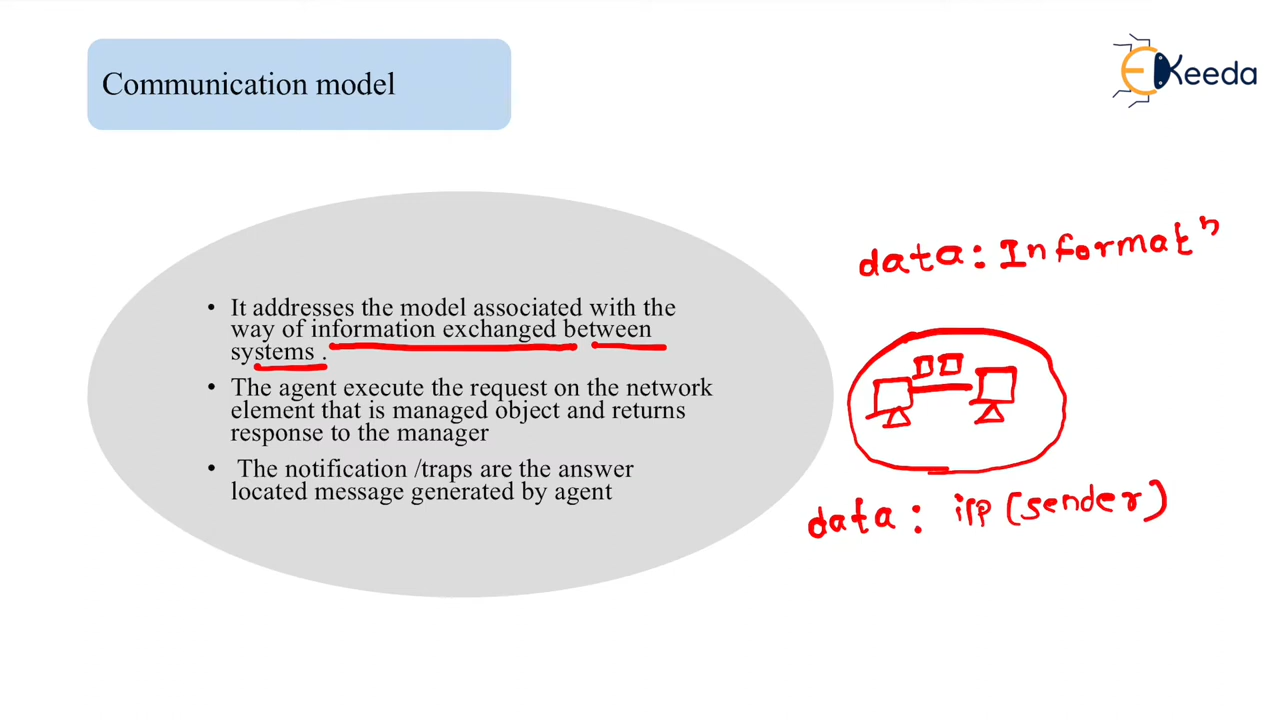 Communication model
EKeeda
• It addresses the model associated with the
way of information exchanged between
systems .
• The agent execute the request on the network
element that is managed object and returns
response to the manager
• The notification /traps are the answer
located message generated by agent
data: Informatn
data: i/p (sender)